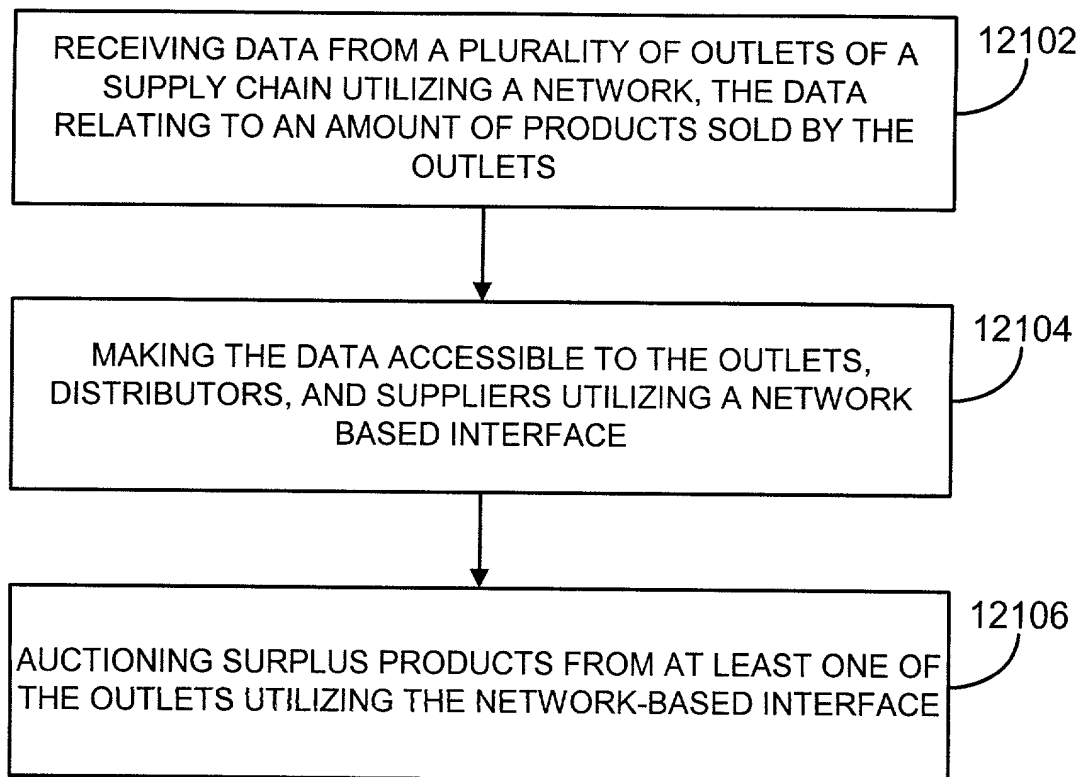 RECEIVING DATA FROM A PLURALITY OF OUTLETS OF A
SUPPLY CHAIN UTILIZING A NETWORK, THE DATA
RELATING TO AN AMOUNT OF PRODUCTS SOLD BY THE
OUTLETS
12102
MAKING THE DATA ACCESSIBLE TO THE OUTLETS,
DISTRIBUTORS, AND SUPPLIERS UTILIZING A NETWORK
BASED INTERFACE
12104
AUCTIONING SURPLUS PRODUCTS FROM AT LEAST ONE OF
THE OUTLETS UTILIZING THE NETWORK-BASED INTERFACE
12106